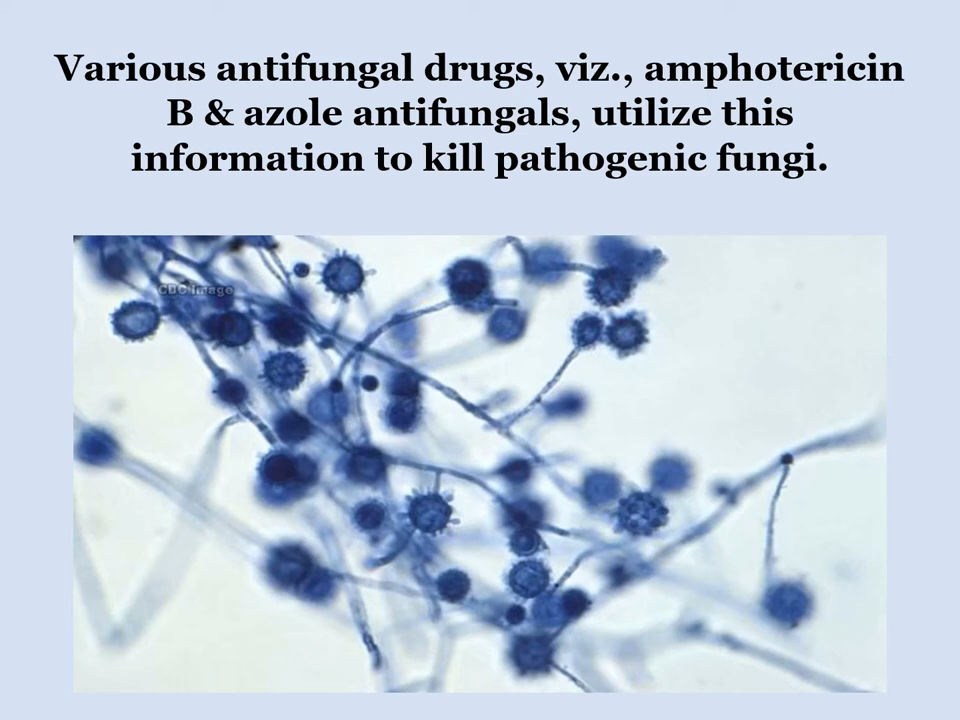 Various antifungal drugs, viz., amphotericin
B & azole antifungals, utilize this
information to kill pathogenic fungi.
CDC Image